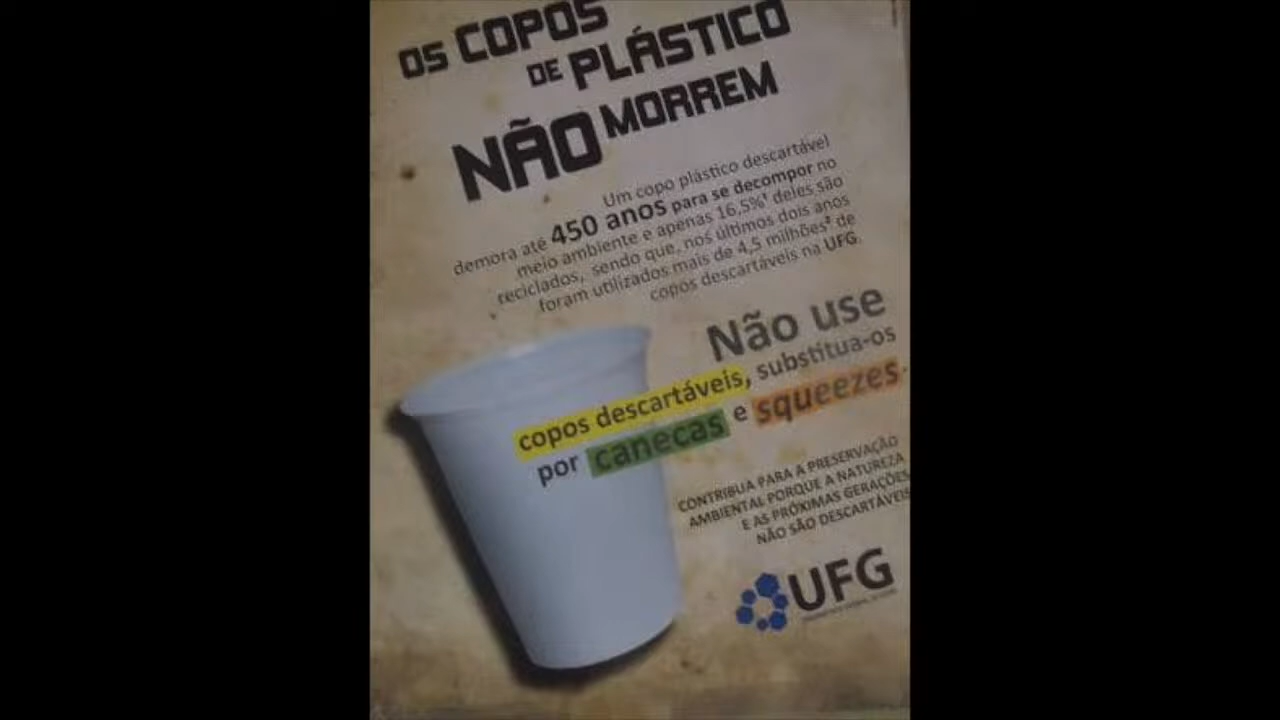 OS COPOS
DE PLÁSTICO
NÃO MORREM
Um copo plástico descartável
demora até 450 anos para se decompor no
meio ambiente e apenas 16,5%¹ deles são
reciclados, sendo que, nos últimos dois anos
foram utilizados mais de 4,5 milhões² de
copos descartáveis na UFG.
Não use
copos descartáveis, substitua-os
por canecas e squeezes.
CONTRIBUA PARA A PRESERVAÇÃO
AMBIENTAL PORQUE A NATUREZA
E AS PRÓXIMAS GERAÇÕES
NÃO SÃO DESCARTÁVEIS
UFG